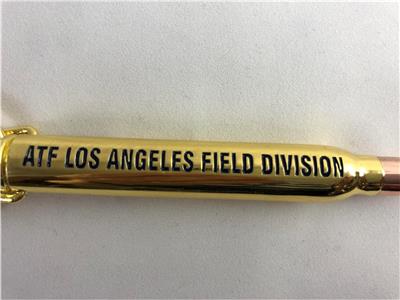 ATF LOS ANGELES FIELD DIVISION